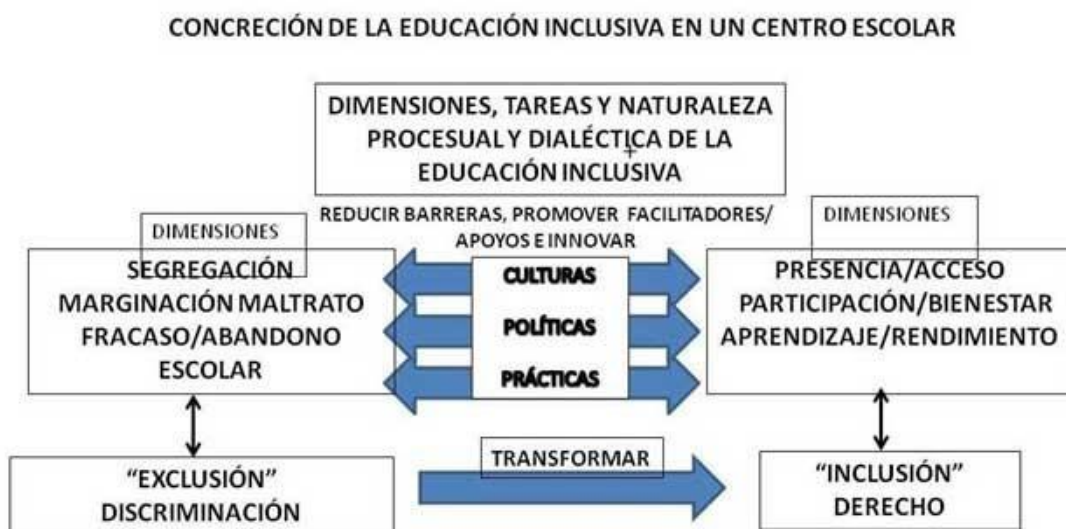 CONCRECIÓN DE LA EDUCACIÓN INCLUSIVA EN UN CENTRO ESCOLAR
DIMENSIONES, TAREAS Y NATURALEZA
PROCESUAL Y DIALÉCTICA DE LA
EDUCACIÓN INCLUSIVA
REDUCIR BARRERAS, PROMOVER FACILITADORES/
APOYOS E INNOVAR
DIMENSIONES
SEGREGACIÓN
MARGINACIÓN MALTRATO
FRACASO/ABANDONO
ESCOLAR
CULTURAS
POLÍTICAS
PRÁCTICAS
DIMENSIONES
PRESENCIA/ACCESO
PARTICIPACIÓN/BIENESTAR
APRENDIZAJE/RENDIMIENTO
“EXCLUSIÓN”
DISCRIMINACIÓN
TRANSFORMAR
“INCLUSIÓN”
DERECHO